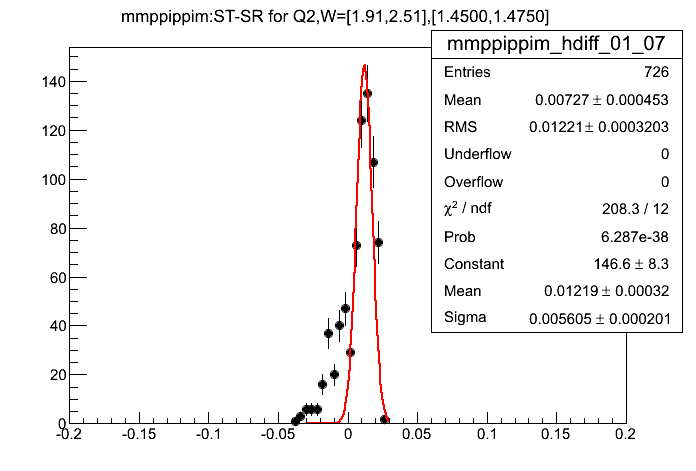 mmppippim:ST-SR for Q2,W=[1.91,2.51],[1.4500,1.4750]
mmppippim_hdiff_01_07
Entries 726
Mean 0.00727 ± 0.000453
RMS 0.01221 ± 0.0003203
Underflow 0
Overflow 0
χ² / ndf 208.3 / 12
Prob 6.287e-38
Constant 146.6 ± 8.3
Mean 0.01219 ± 0.00032
Sigma 0.005605 ± 0.000201
140
120
100
80
60
40
20
0
-0.2 -0.15 -0.1 -0.05 0 0.05 0.1 0.15 0.2